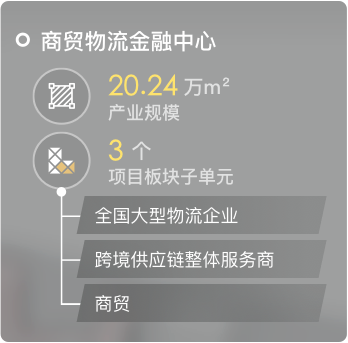 商贸物流金融中心
20.24 万m²
产业规模
3 个
项目板块子单元
全国大型物流企业
跨境供应链整体服务商
商贸